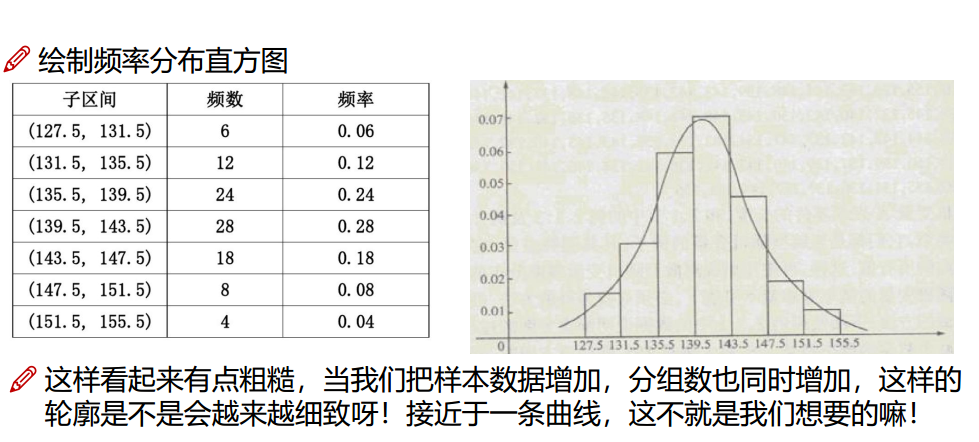 绘制频率分布直方图
子区间 频数 频率
(127.5, 131.5) 6 0.06
(131.5, 135.5) 12 0.12
(135.5, 139.5) 24 0.24
(139.5, 143.5) 28 0.28
(143.5, 147.5) 18 0.18
(147.5, 151.5) 8 0.08
(151.5, 155.5) 4 0.04
0.07
0.06
0.05
0.04
0.03
0.02
0.01
0 127.5 131.5 135.5 139.5 143.5 147.5 151.5 155.5
这样看起来有点粗糙，当我们把样本数据增加，分组数也同时增加，这样的
轮廓是不是会越来越细致呀！接近于一条曲线，这不就是我们想要的嘛！